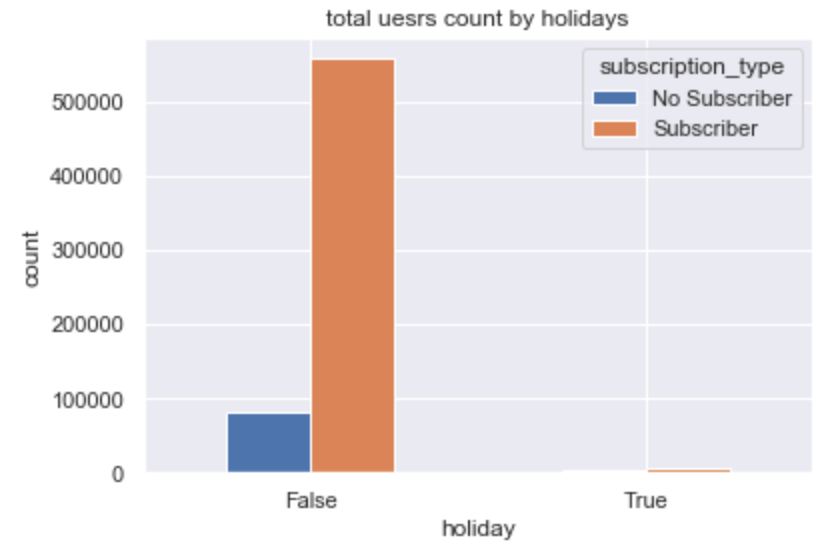 total uesrs count by holidays
subscription_type
No Subscriber
Subscriber
500000
400000
300000
200000
100000
0
count
False
True
holiday